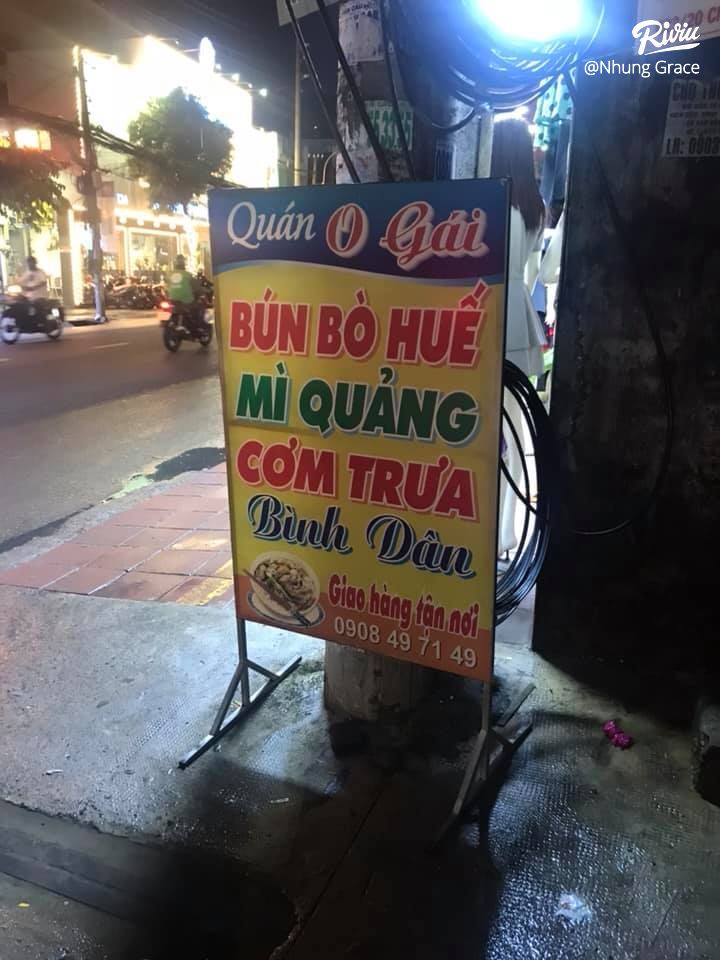 Riviu
@Nhung Grace
Quán O Gái
BÚN BÒ HUẾ
MÌ QUẢNG
CƠM TRƯA
Bình Dân
Giao hàng tận nơi
0908 49 71 49